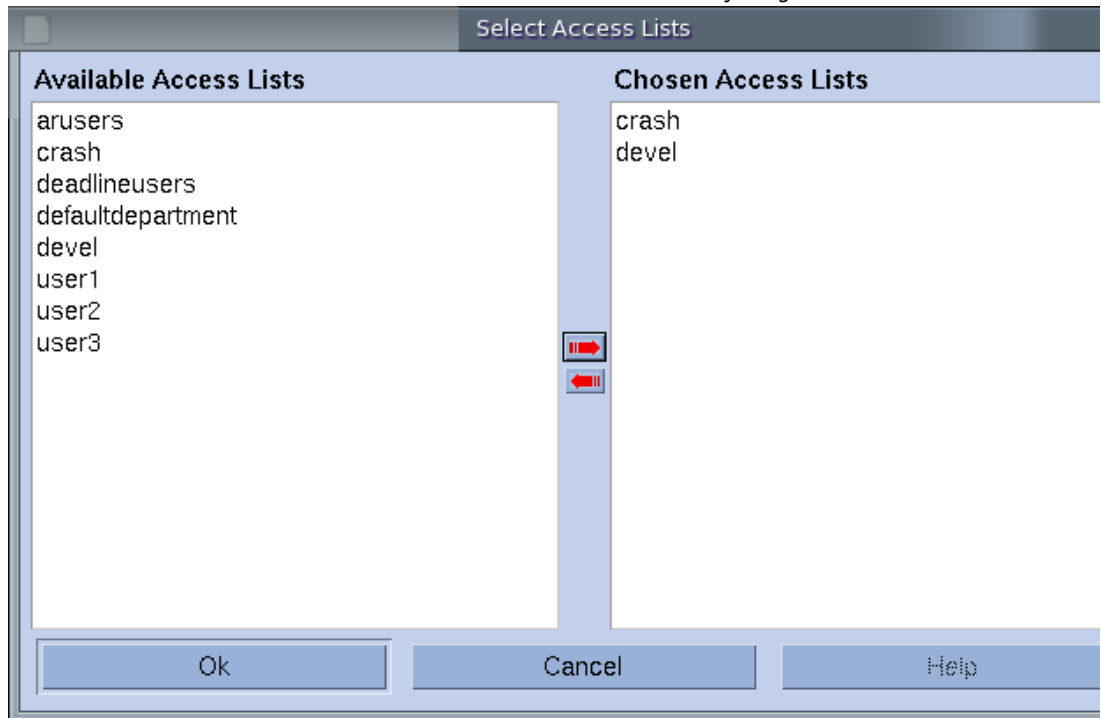 Select Access Lists
Available Access Lists
arusers
crash
deadlineusers
defaultdepartment
devel
user1
user2
user3
Chosen Access Lists
crash
devel
Ok
Cancel
Help